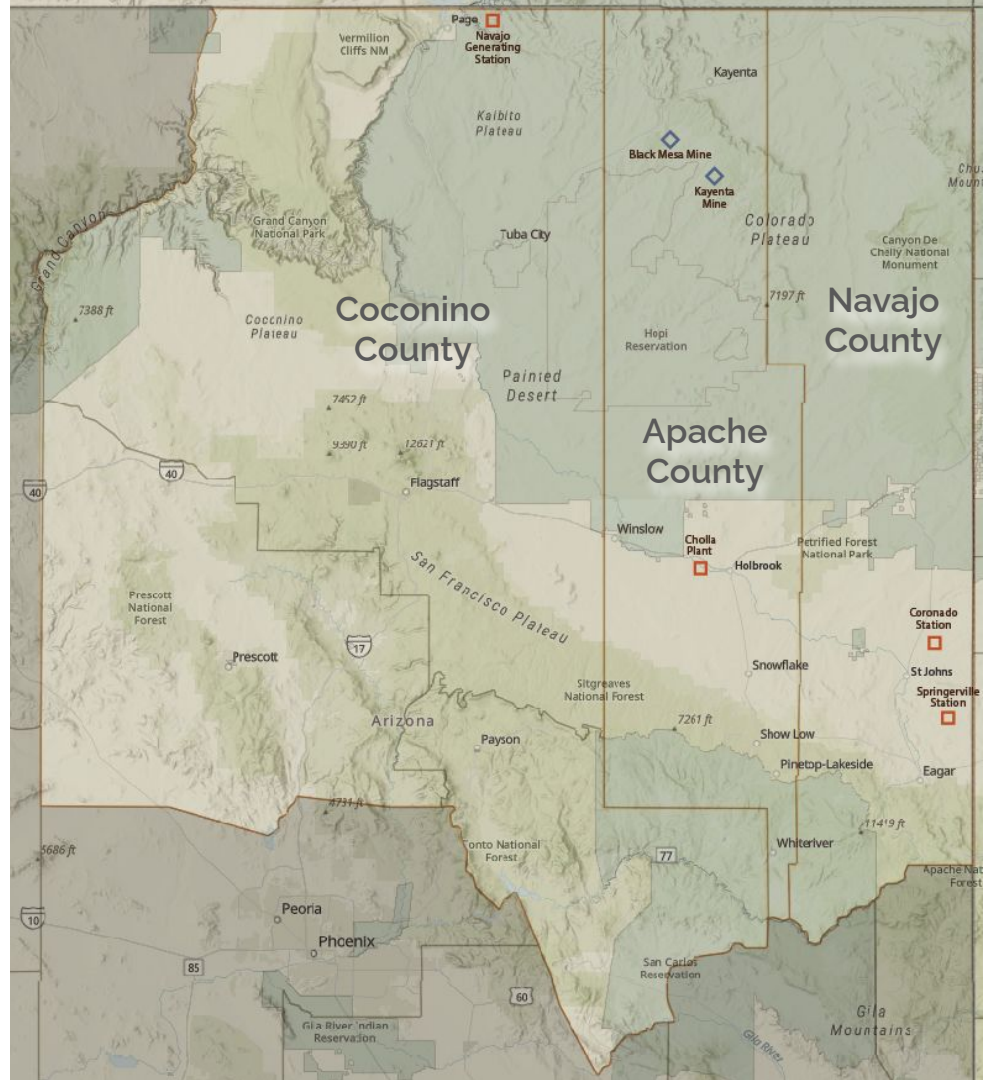 Page
Navajo
Generating
Station
Vermilion
Cliffs NM
Kayenta
Kaibito
Plateau
Black Mesa Mine
Kayenta
Mine
Grand Canyon
Grand Canyon
National Park
Tuba City
Colorado
Plateau
Canyon De
Chelly National
Monument
7388 ft
Coconino
Plateau
Coconino
County
7197 ft
Navajo
County
Hopi
Reservation
Painted
Desert
7452 ft
Apache
County
9390 ft
12621 ft
40
40
Flagstaff
Winslow
Cholla
Plant
Holbrook
Petrified Forest
National Park
San Francisco Plateau
Prescott
National
Forest
17
Prescott
Coronado
Station
Snowflake
St Johns
Sitgreaves
National Forest
Springerville
Station
Arizona
7261 ft
Payson
Show Low
Pinetop-Lakeside
Eagar
4731 ft
11419 ft
5686 ft
Tonto National
Forest
77
Whiteriver
Apache Nat
Forest
10
Peoria
Phoenix
85
San Carlos
Reservation
60
Gila River Indian
Reservation
Gila
Mountains
Gila River